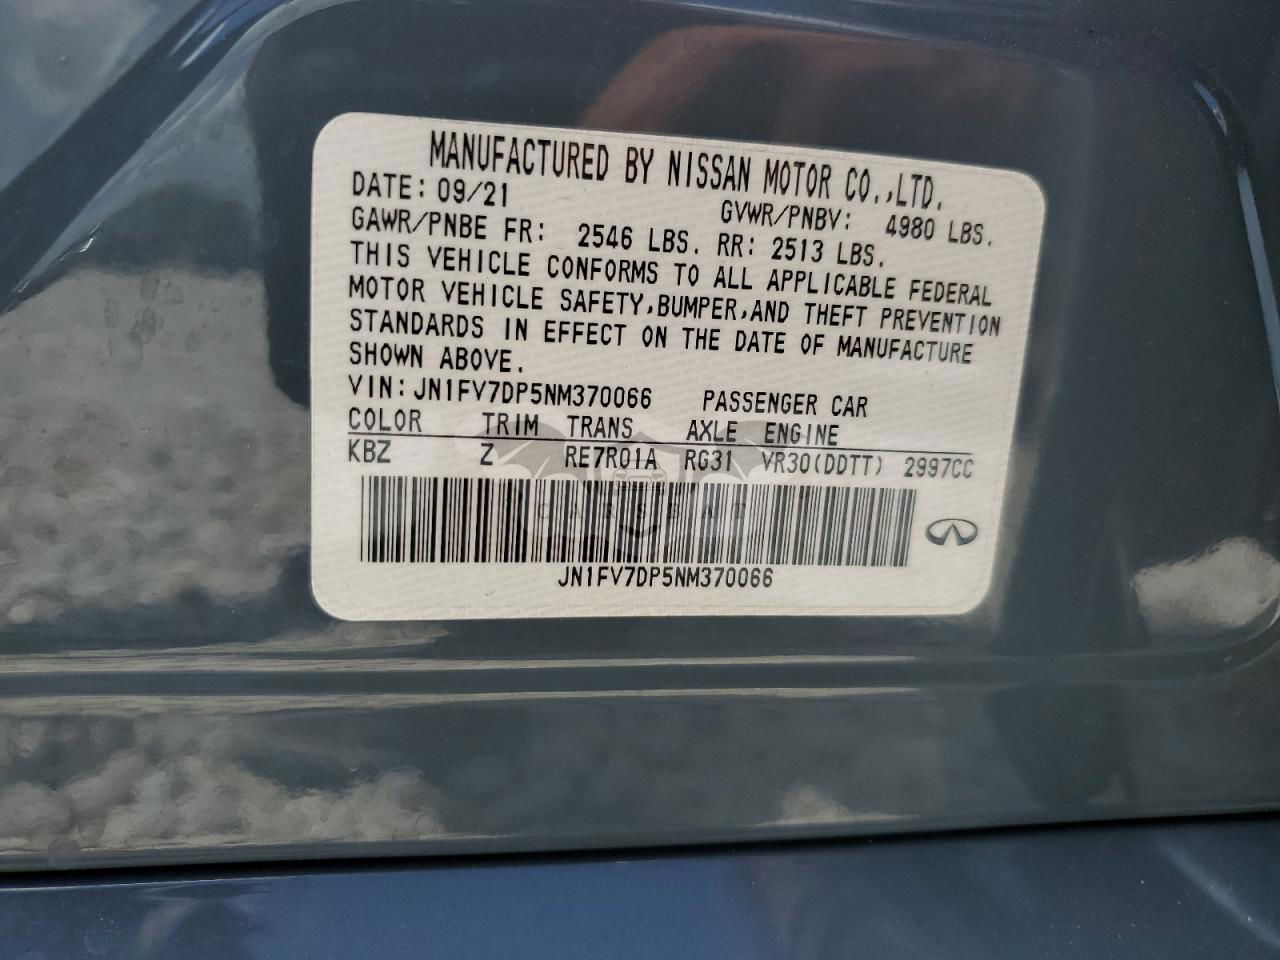 MANUFACTURED BY NISSAN MOTOR CO.,LTD.
DATE: 09/21 GVWR/PNBV: 4980 LBS.
GAWR/PNBE FR: 2546 LBS. RR: 2513 LBS.
THIS VEHICLE CONFORMS TO ALL APPLICABLE FEDERAL
MOTOR VEHICLE SAFETY,BUMPER,AND THEFT PREVENTION
STANDARDS IN EFFECT ON THE DATE OF MANUFACTURE
SHOWN ABOVE.
VIN:JN1FV7DP5NM370066 PASSENGER CAR
COLOR TRIM TRANS AXLE ENGINE
KBZ Z RE7R01A RG31 VR30(DDTT) 2997CC
CARSBAT
JN1FV7DP5NM370066